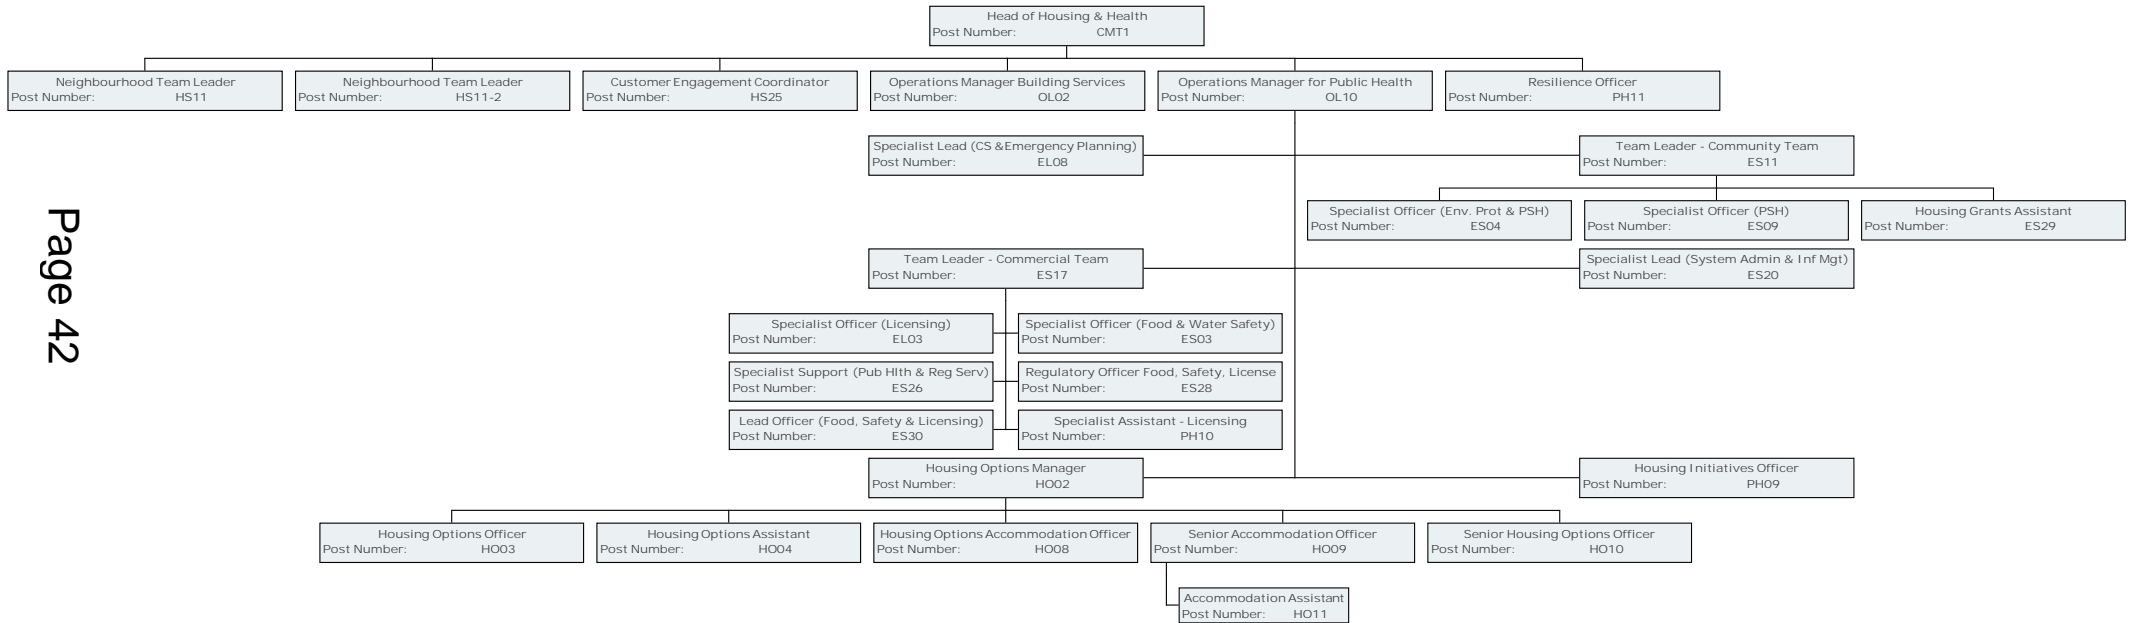 Head of Housing & Health
Post Number: CMT1
Neighbourhood Team Leader
Post Number: HS11
Neighbourhood Team Leader
Post Number: HS11-2
Customer Engagement Coordinator
Post Number: HS25
Operations Manager Building Services
Post Number: OL02
Operations Manager for Public Health
Post Number: OL10
Resilience Officer
Post Number: PH11
Specialist Lead (CS &Emergency Planning)
Post Number: EL08
Team Leader - Community Team
Post Number: ES11
Specialist Officer (Env. Prot & PSH)
Post Number: ES04
Specialist Officer (PSH)
Post Number: ES09
Housing Grants Assistant
Post Number: ES29
Page 42
Team Leader - Commercial Team
Post Number: ES17
Specialist Lead (System Admin & Inf Mgt)
Post Number: ES20
Specialist Officer (Licensing)
Post Number: EL03
Specialist Officer (Food & Water Safety)
Post Number: ES03
Specialist Support (Pub Hlth & Reg Serv)
Post Number: ES26
Regulatory Officer Food, Safety, License
Post Number: ES28
Lead Officer (Food, Safety & Licensing)
Post Number: ES30
Specialist Assistant - Licensing
Post Number: PH10
Housing Options Manager
Post Number: HO02
Housing Initiatives Officer
Post Number: PH09
Housing Options Officer
Post Number: HO03
Housing Options Assistant
Post Number: HO04
Housing Options Accommodation Officer
Post Number: HO08
Senior Accommodation Officer
Post Number: HO09
Senior Housing Options Officer
Post Number: HO10
Accommodation Assistant
Post Number: HO11